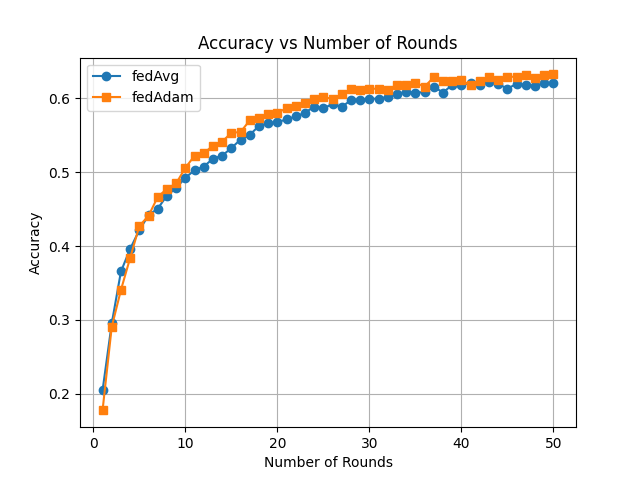 Accuracy vs Number of Rounds
fedAvg
fedAdam
Accuracy
0.6
0.5
0.4
0.3
0.2
0 10 20 30 40 50
Number of Rounds